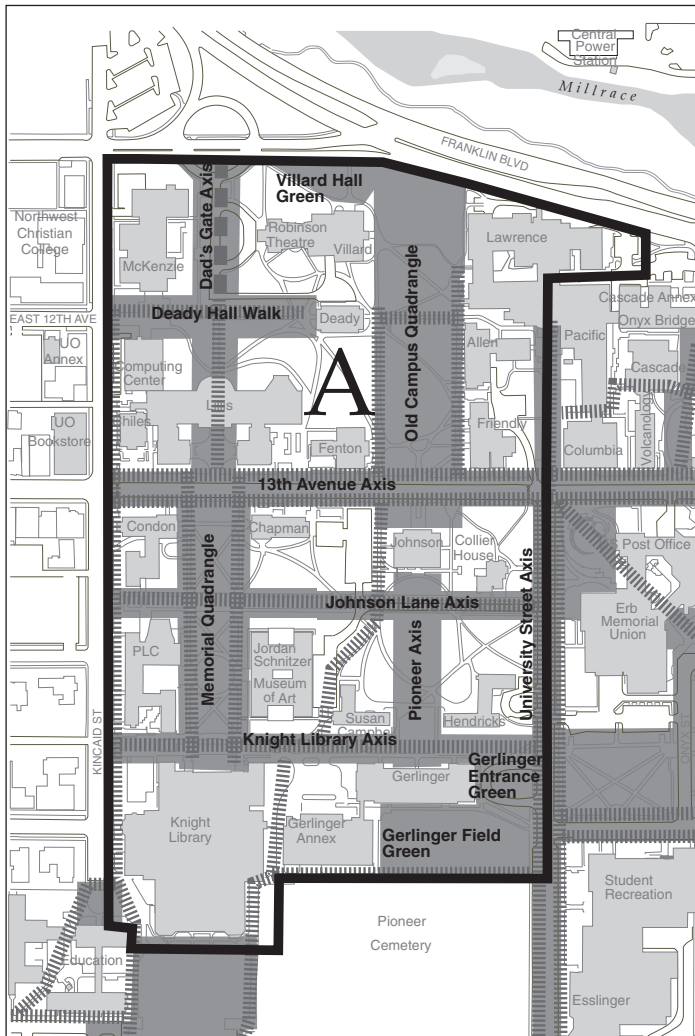 Central
Power
Station
Millrace
FRANKLIN BLVD
Villard Hall
Green
Dad's Gate Axis
Northwest
Christian
College
Robinson
Theatre
Villard
Lawrence
McKenzie
Old Campus Quadrangle
Cascade Annex
Onyx Bridge
EAST 12TH AVE
Deady Hall Walk
Deady
Pacific
UO
Annex
Allen
Computing
Center
Cascade
A
Lillis
UO
Bookstore
Chiles
Friendly
Volcanology
Fenton
Columbia
13th Avenue Axis
Condon
Chapman
Johnson
Collier
House
Post Office
Memorial Quadrangle
University Street Axis
Johnson Lane Axis
Erb
Memorial
Union
PLC
Jordan
Schnitzer
Museum
of Art
Pioneer Axis
Susan
Hendricks
KINCAID ST
Knight Library Axis
Gerlinger
Gerlinger
Entrance
Green
Knight
Library
Gerlinger
Annex
Gerlinger Field
Green
Student
Recreation
Pioneer
Cemetery
Education
Esslinger